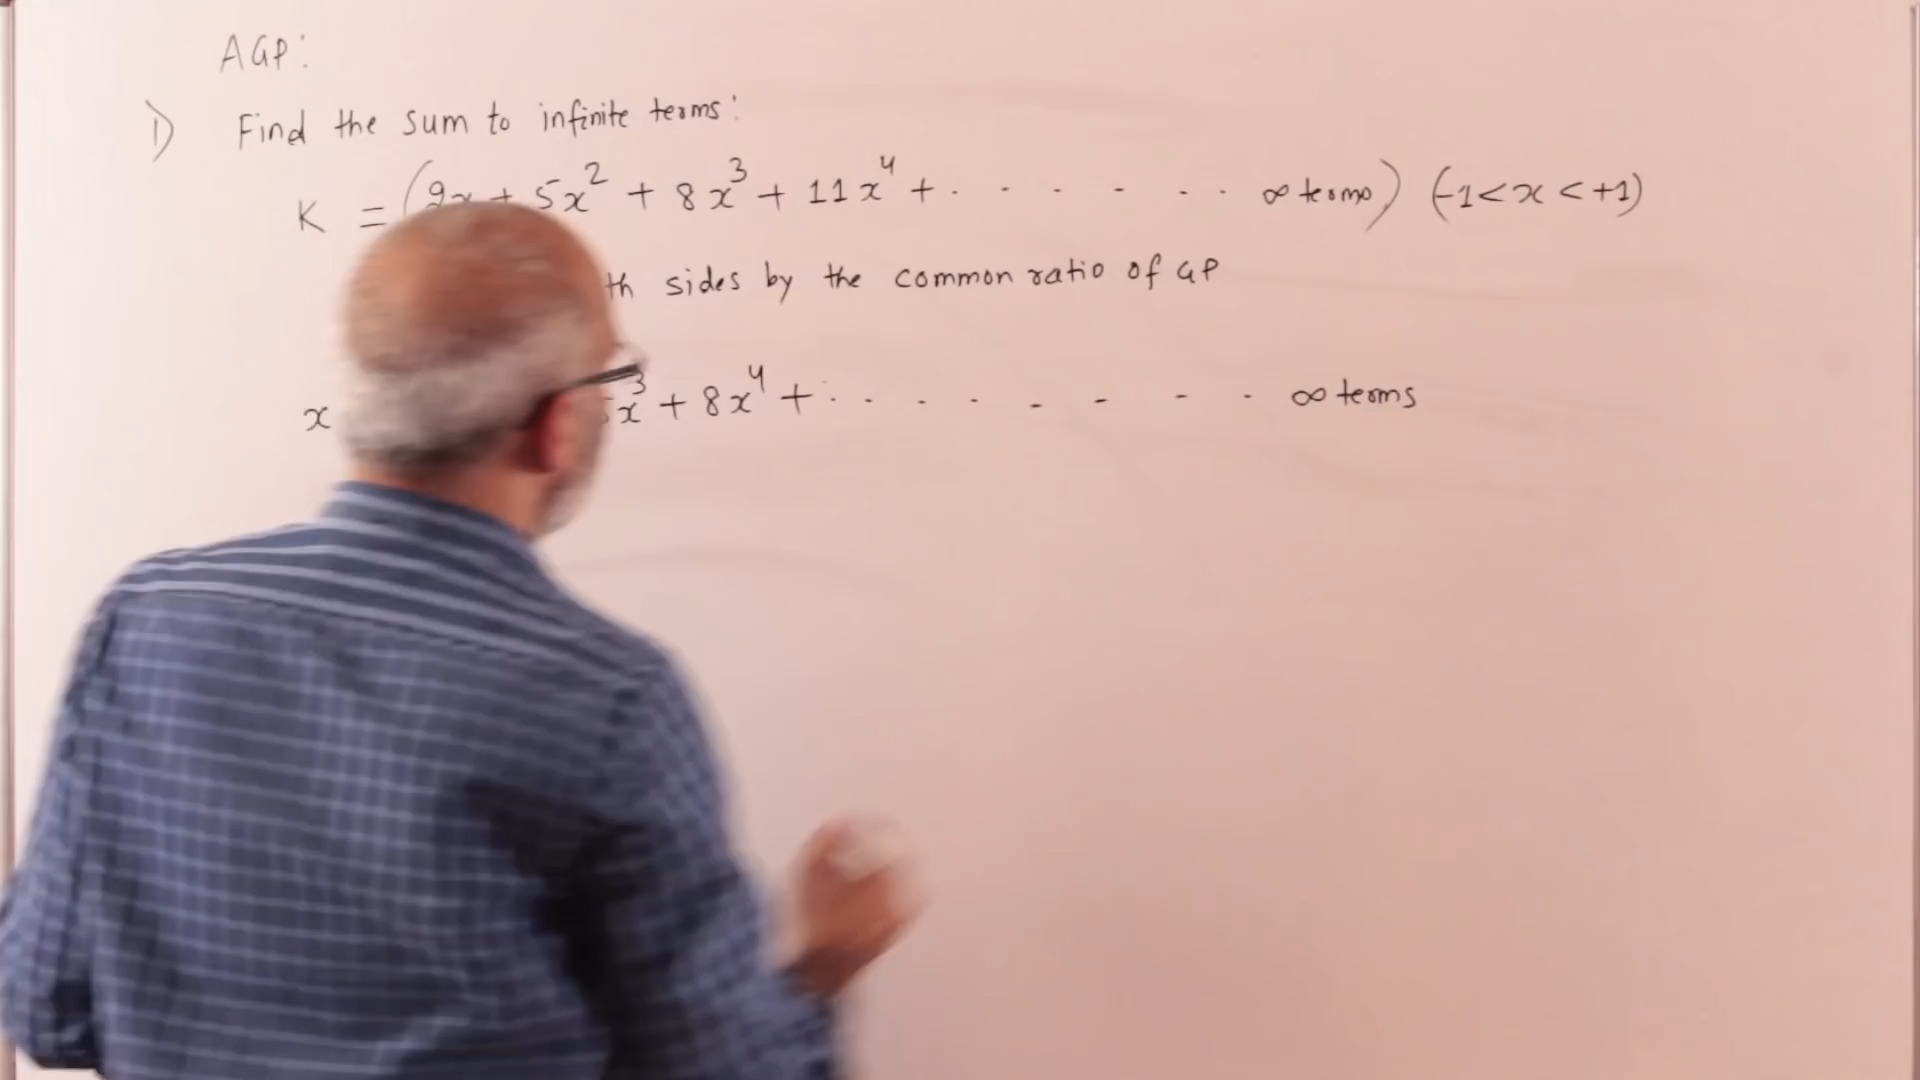 AGP:
1) Find the sum to infinite terms:
K = (2x + 5x² + 8x³ + 11x⁴ + . . . . . . ∞ terms) (-1<x<+1)
sides by the common ratio of GP
x x³ + 8x⁴ + . . . . . . . . ∞ terms